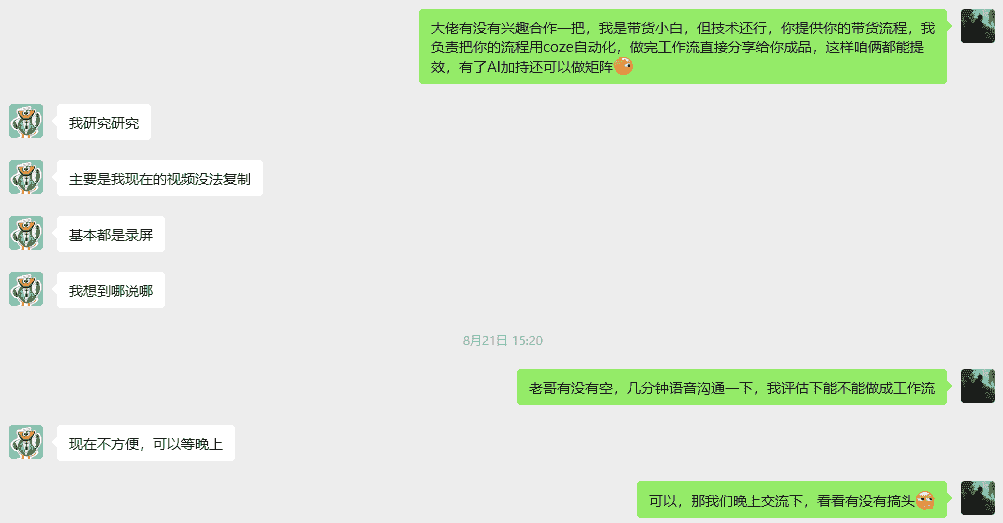 大佬有没有兴趣合作一把，我是带货小白，但技术还行，你提供你的带货流程，我
负责把你的流程用coze自动化，做完工作流直接分享给你成品，这样咱俩都能提
效，有了AI加持还可以做矩阵
我研究研究
主要是我现在的视频没法复制
基本都是录屏
我想到哪说哪
8月21日 15:20
老哥有没有空，几分钟语音沟通一下，我评估下能不能做成工作流
现在不方便，可以等晚上
可以，那我们晚上交流下，看看有没有搞头